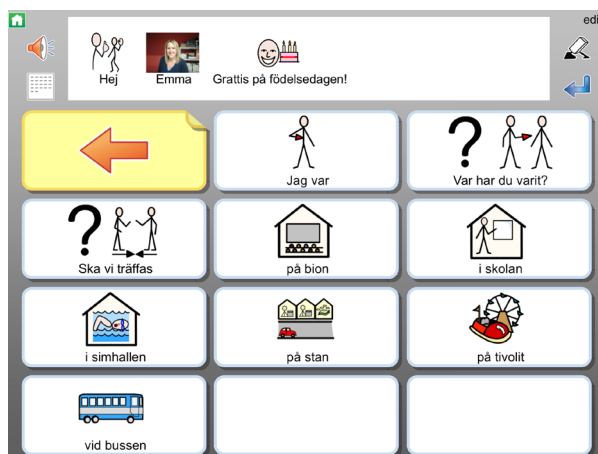 edi
Hej Emma Grattis på födelsedagen!
Jag var
Var har du varit?
Ska vi träffas
på bion
i skolan
i simhallen
på stan
på tivolit
vid bussen